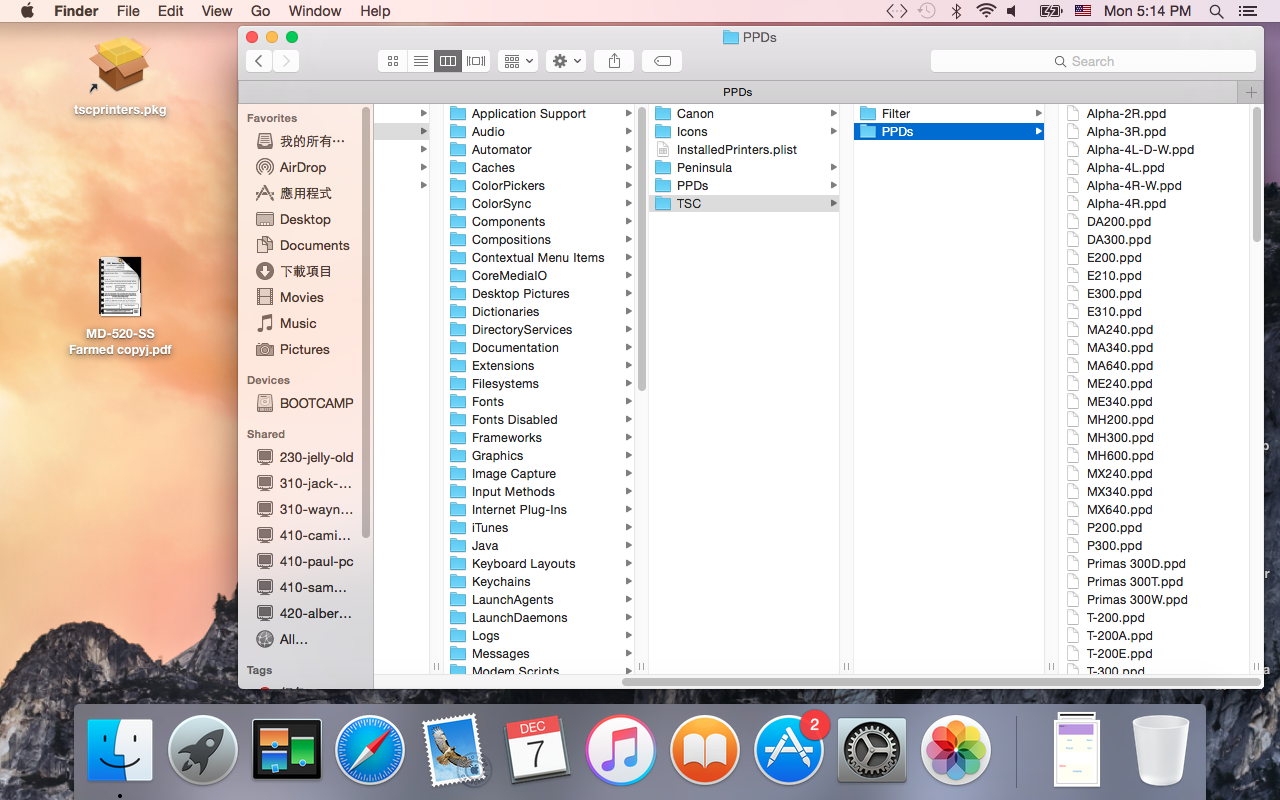 Finder File Edit View Go Window Help Mon 5:14 PM
tscprinters.pkg
MD-520-SS
Farmed copyj.pdf
PPDs
Search
PPDs
Favorites
我的所有…
AirDrop
應用程式
Desktop
Documents
下載項目
Movies
Music
Pictures
Devices
BOOTCAMP
Shared
230-jelly-old
310-jack-...
310-wayn...
410-cami...
410-paul-pc
410-sam...
420-alber...
All...
Tags
Application Support
Audio
Automator
Caches
ColorPickers
ColorSync
Components
Compositions
Contextual Menu Items
CoreMediaIO
Desktop Pictures
Dictionaries
DirectoryServices
Documentation
Extensions
Filesystems
Fonts
Fonts Disabled
Frameworks
Graphics
Image Capture
Input Methods
Internet Plug-Ins
iTunes
Java
Keyboard Layouts
Keychains
LaunchAgents
LaunchDaemons
Logs
Messages
Modem Scripts
Canon
Icons
InstalledPrinters.plist
Peninsula
PPDs
TSC
Filter
PPDs
Alpha-2R.ppd
Alpha-3R.ppd
Alpha-4L-D-W.ppd
Alpha-4L.ppd
Alpha-4R-W.ppd
Alpha-4R.ppd
DA200.ppd
DA300.ppd
E200.ppd
E210.ppd
E300.ppd
E310.ppd
MA240.ppd
MA340.ppd
MA640.ppd
ME240.ppd
ME340.ppd
MH200.ppd
MH300.ppd
MH600.ppd
MX240.ppd
MX340.ppd
MX640.ppd
P200.ppd
P300.ppd
Primas 300D.ppd
Primas 300T.ppd
Primas 300W.ppd
T-200.ppd
T-200A.ppd
T-200E.ppd
T-300.ppd
DEC
7
2